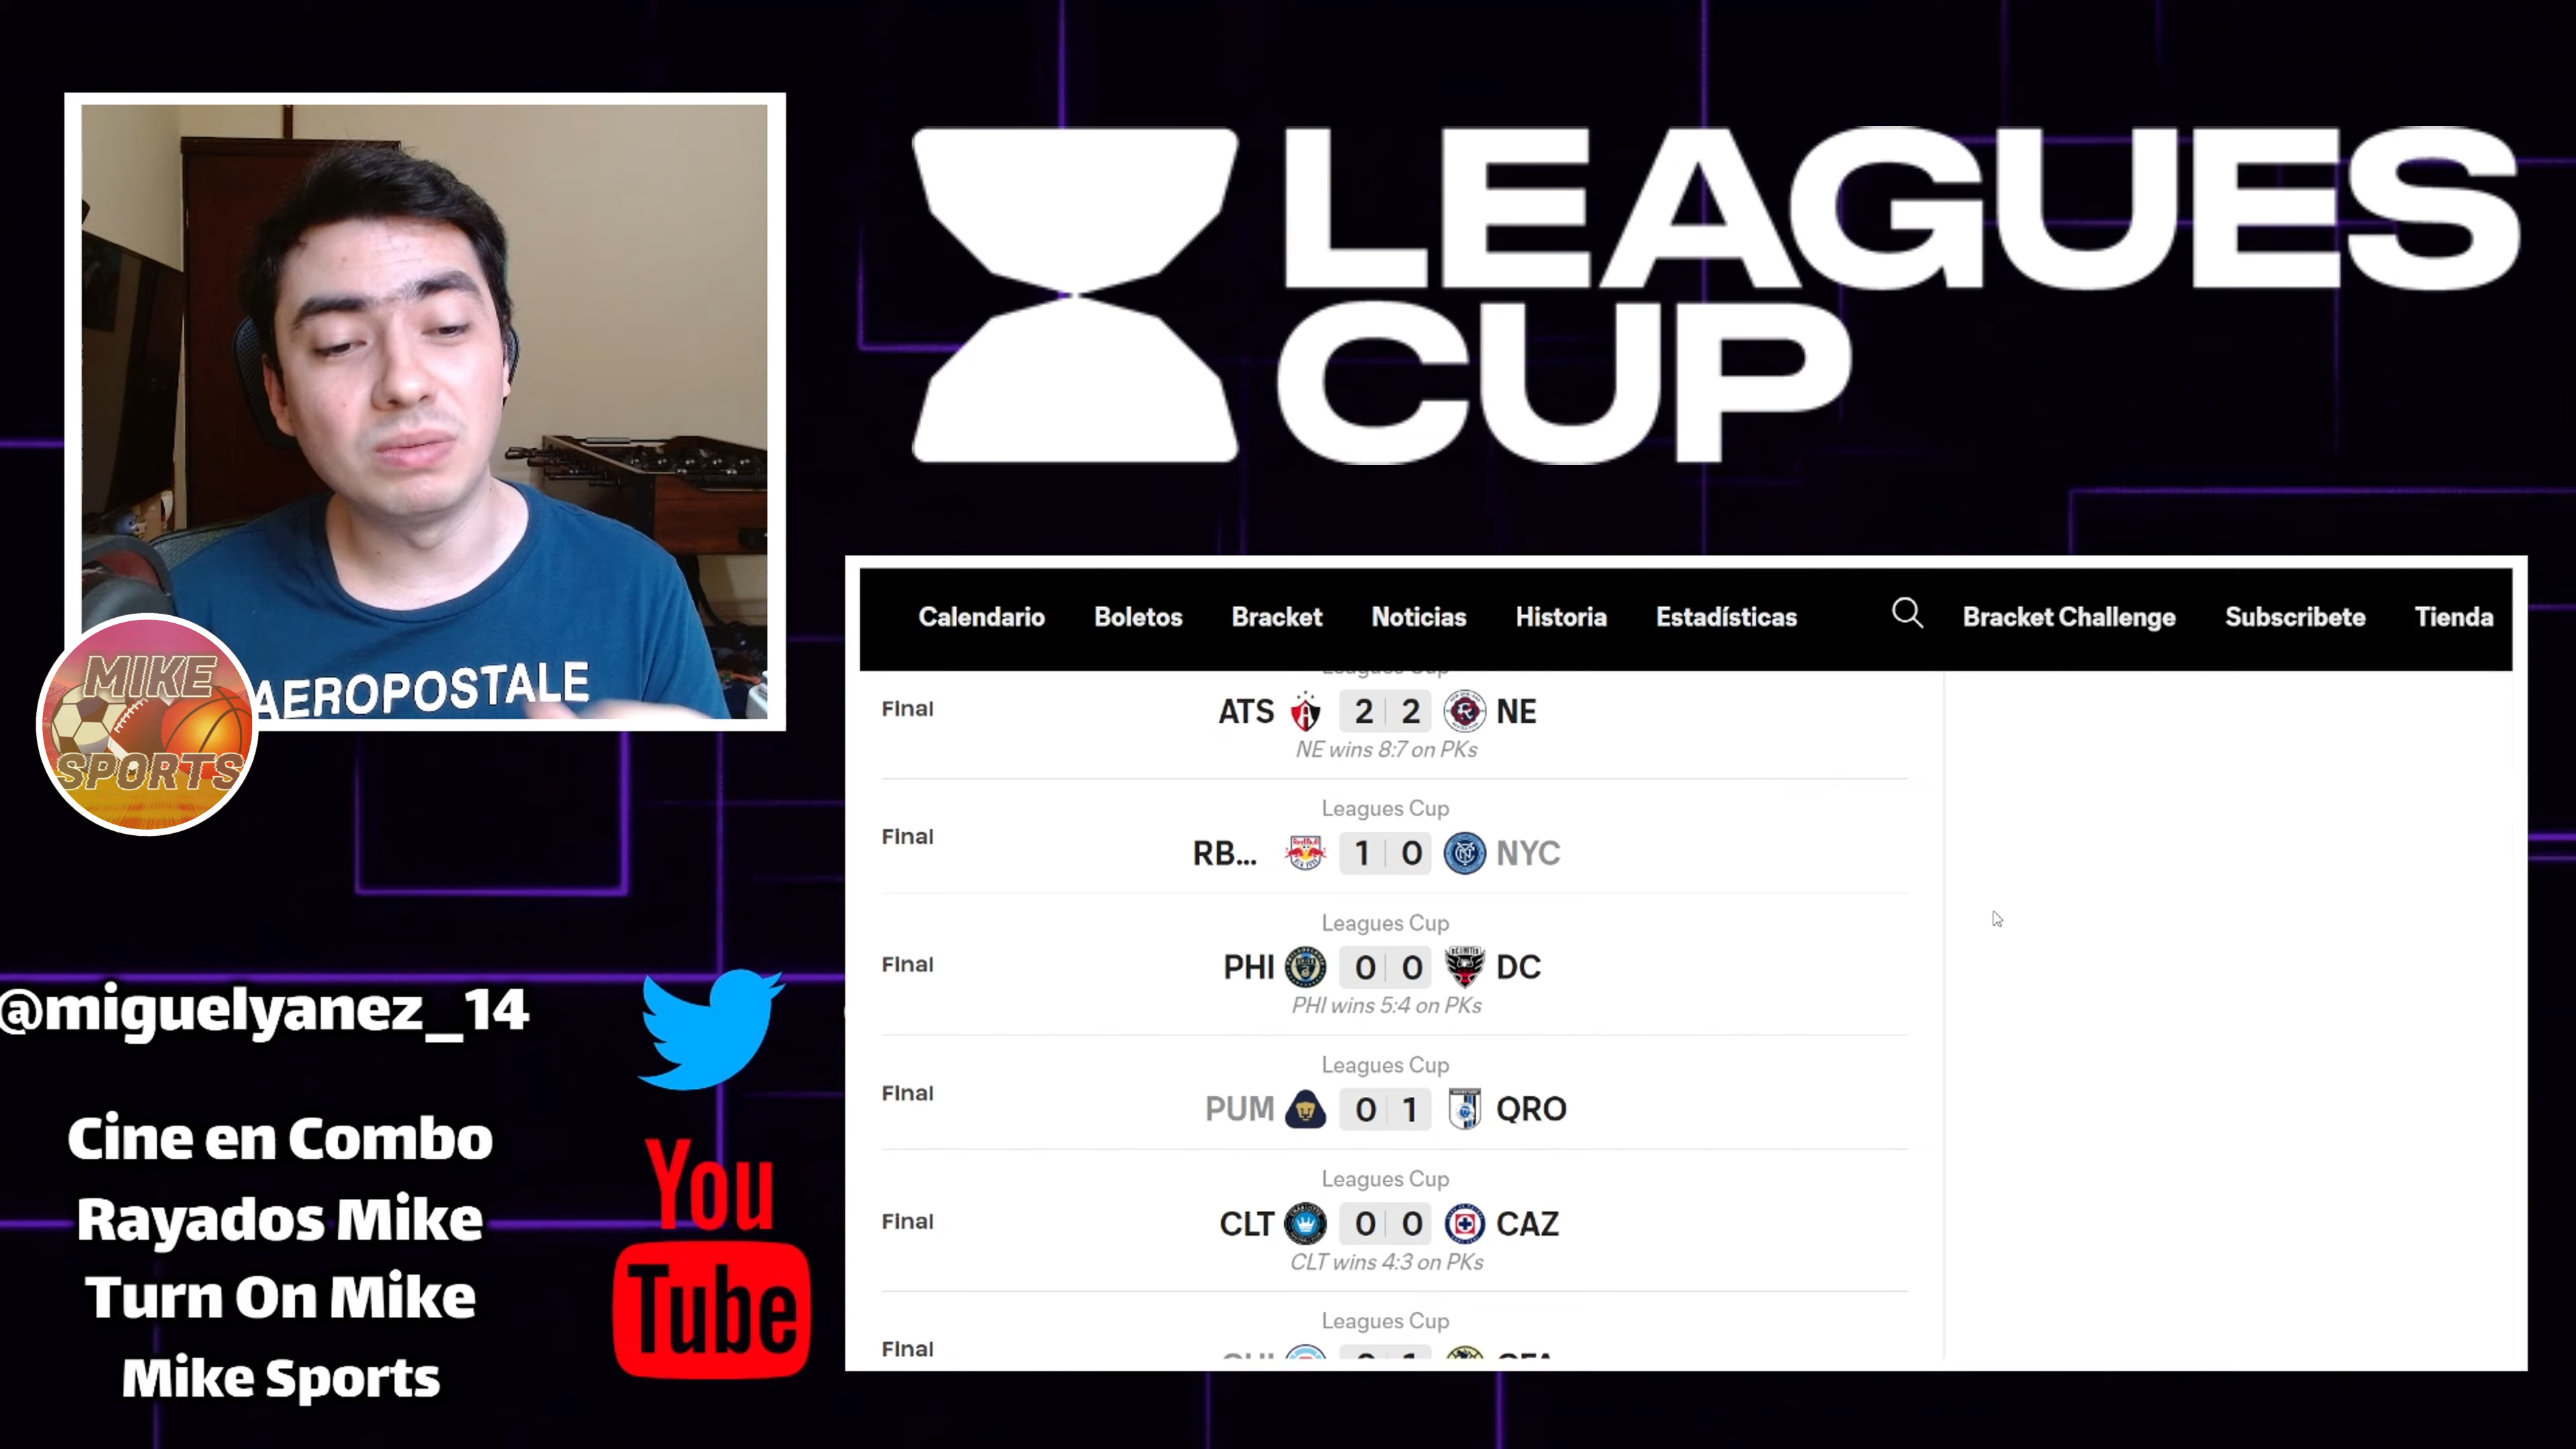 LEAGUES
CUP
AEROPOSTALE
MIKE
SPORTS
@miguelyanez_14
Cine en Combo
Rayados Mike
Turn On Mike
Mike Sports
You
Tube
Calendario Boletos Bracket Noticias Historia Estadísticas Bracket Challenge Subscribete Tienda
Leagues Cup
Final ATS 2 2 NE
NE wins 8:7 on PKs
Leagues Cup
Final RB... 1 0 NYC
Leagues Cup
Final PHI 0 0 DC
PHI wins 5:4 on PKs
Leagues Cup
Final PUM 0 1 QRO
Leagues Cup
Final CLT 0 0 CAZ
CLT wins 4:3 on PKs
Leagues Cup
Final